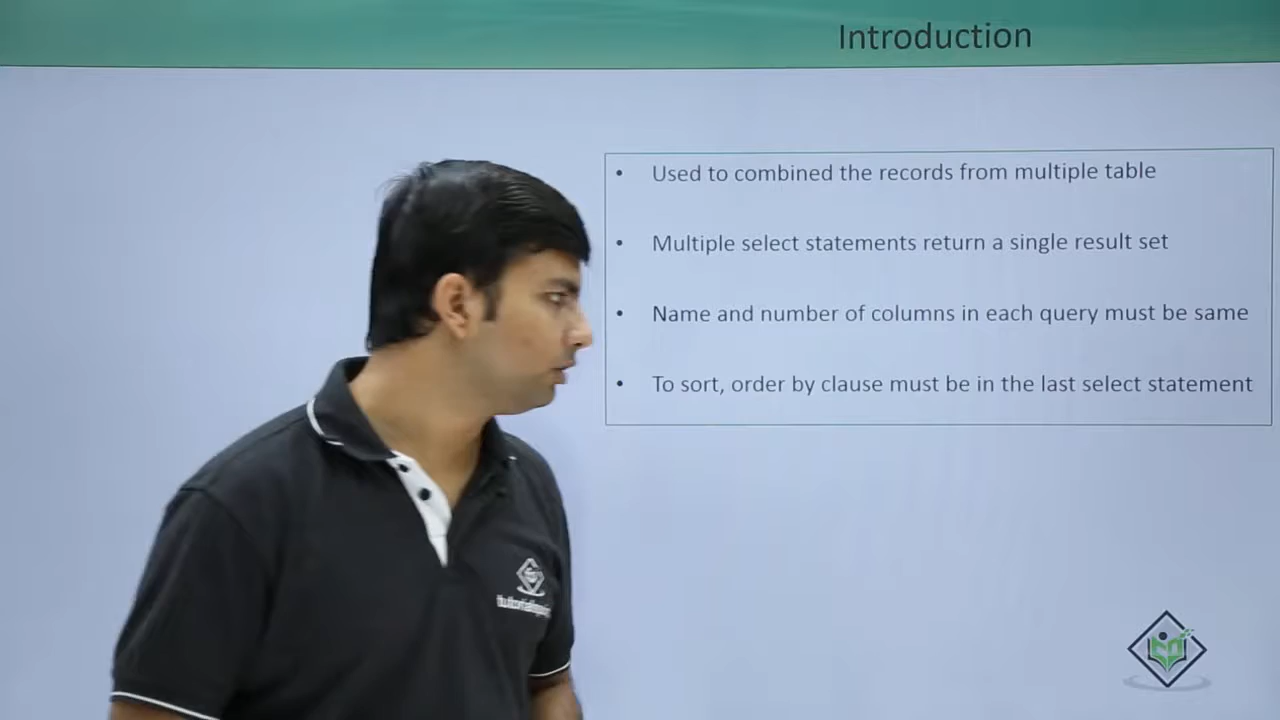 Introduction
• Used to combined the records from multiple table
• Multiple select statements return a single result set
• Name and number of columns in each query must be same
• To sort, order by clause must be in the last select statement